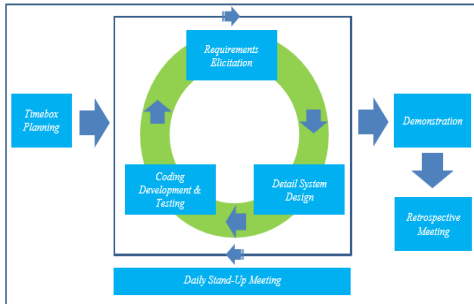 Requirements
Elicitation
Timebox
Planning
Demonstration
Coding
Development &
Testing
Detail System
Design
Retrospective
Meeting
Daily Stand-Up Meeting